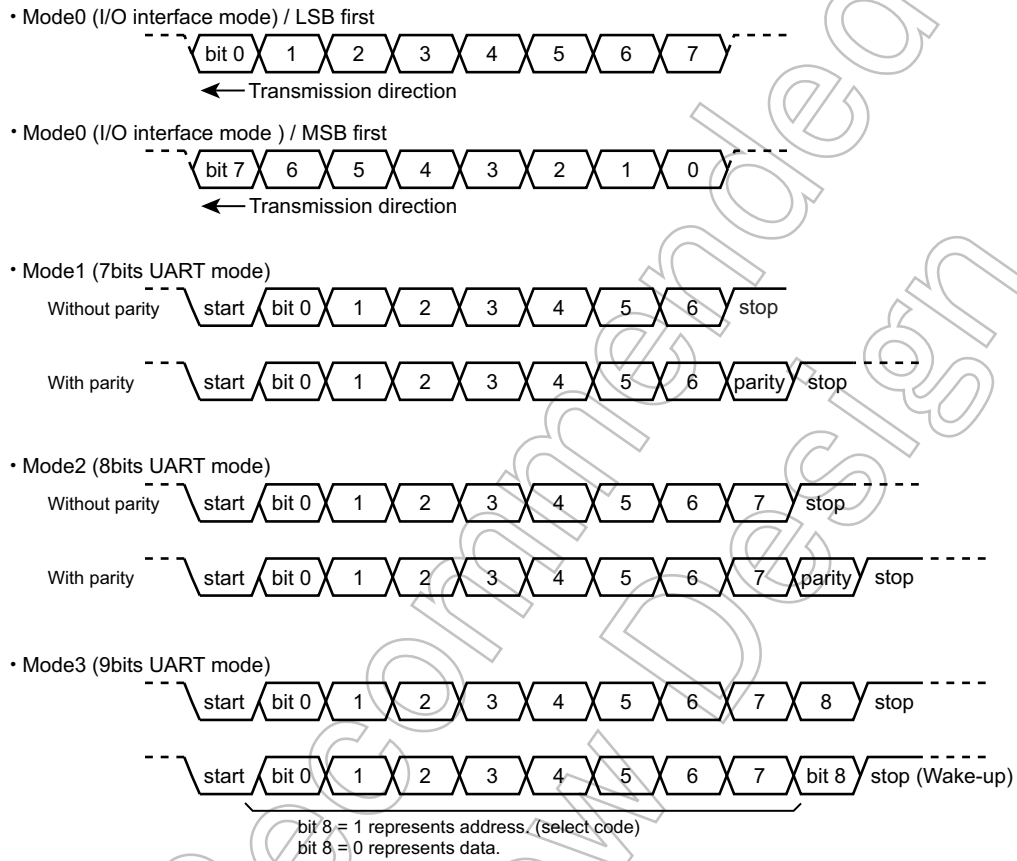 ・Mode0 (I/O interface mode) / LSB first
bit 0 1 2 3 4 5 6 7
Transmission direction
・Mode0 (I/O interface mode ) / MSB first
bit 7 6 5 4 3 2 1 0
Transmission direction
・Mode1 (7bits UART mode)
Without parity start bit 0 1 2 3 4 5 6 stop
With parity start bit 0 1 2 3 4 5 6 parity stop
・Mode2 (8bits UART mode)
Without parity start bit 0 1 2 3 4 5 6 7 stop
With parity start bit 0 1 2 3 4 5 6 7 parity stop
・Mode3 (9bits UART mode)
start bit 0 1 2 3 4 5 6 7 8 stop
start bit 0 1 2 3 4 5 6 7 bit 8 stop (Wake-up)
bit 8 = 1 represents address. (select code)
bit 8 = 0 represents data.